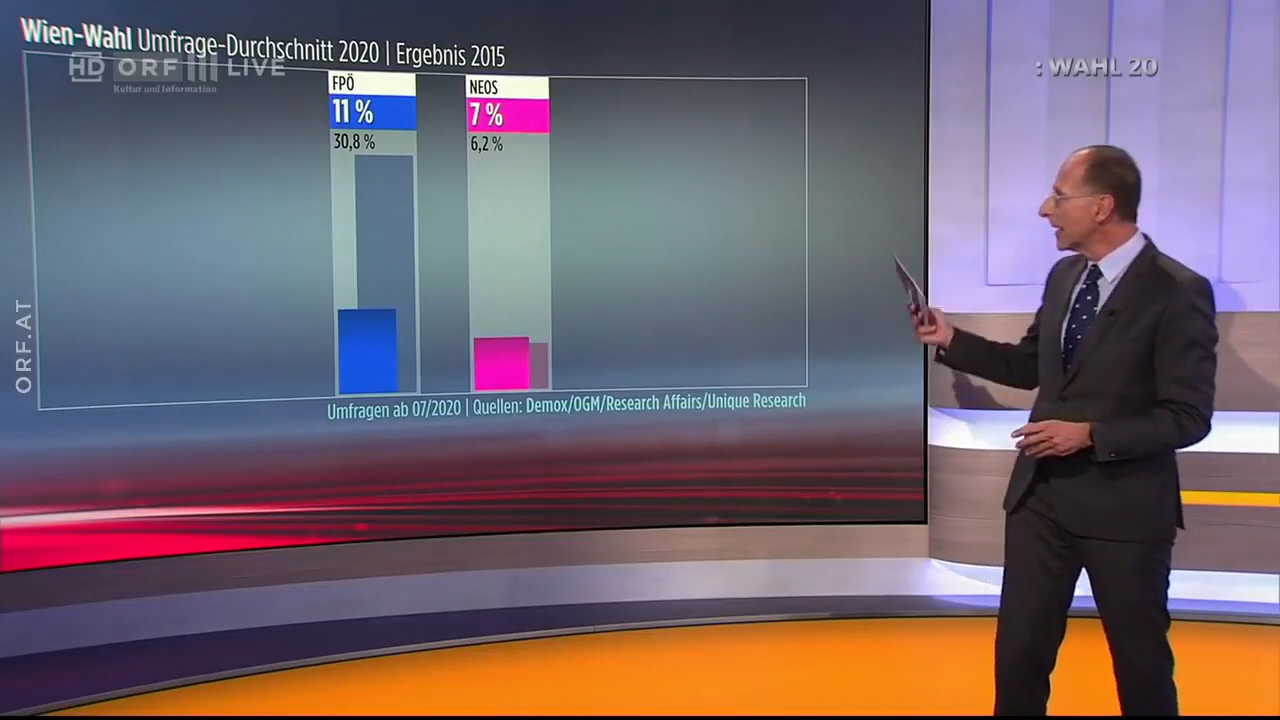 Wien-Wahl Umfrage-Durchschnitt 2020 | Ergebnis 2015
HD ORF III LIVE
Kultur und Information
: WAHL 20
FPÖ
11 %
30,8 %
NEOS
7 %
6,2 %
ORF.AT
Umfragen ab 07/2020 | Quellen: Demox/OGM/Research Affairs/Unique Research